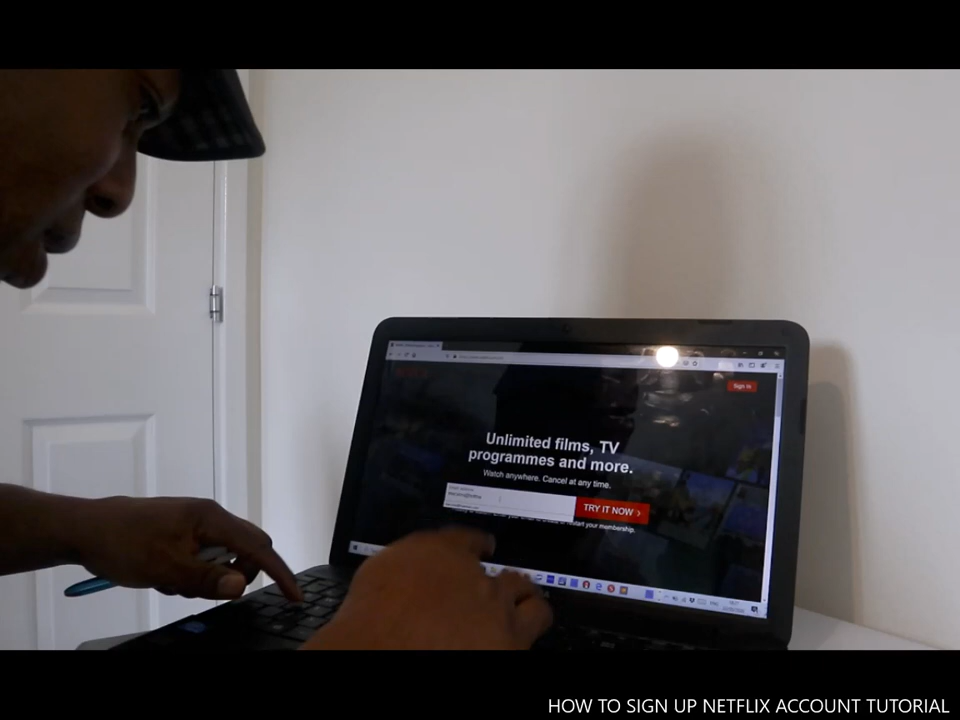 Sign In
Unlimited films, TV
programmes and more.
Watch anywhere. Cancel at any time.
TRY IT NOW >
restart your membership.
HOW TO SIGN UP NETFLIX ACCOUNT TUTORIAL